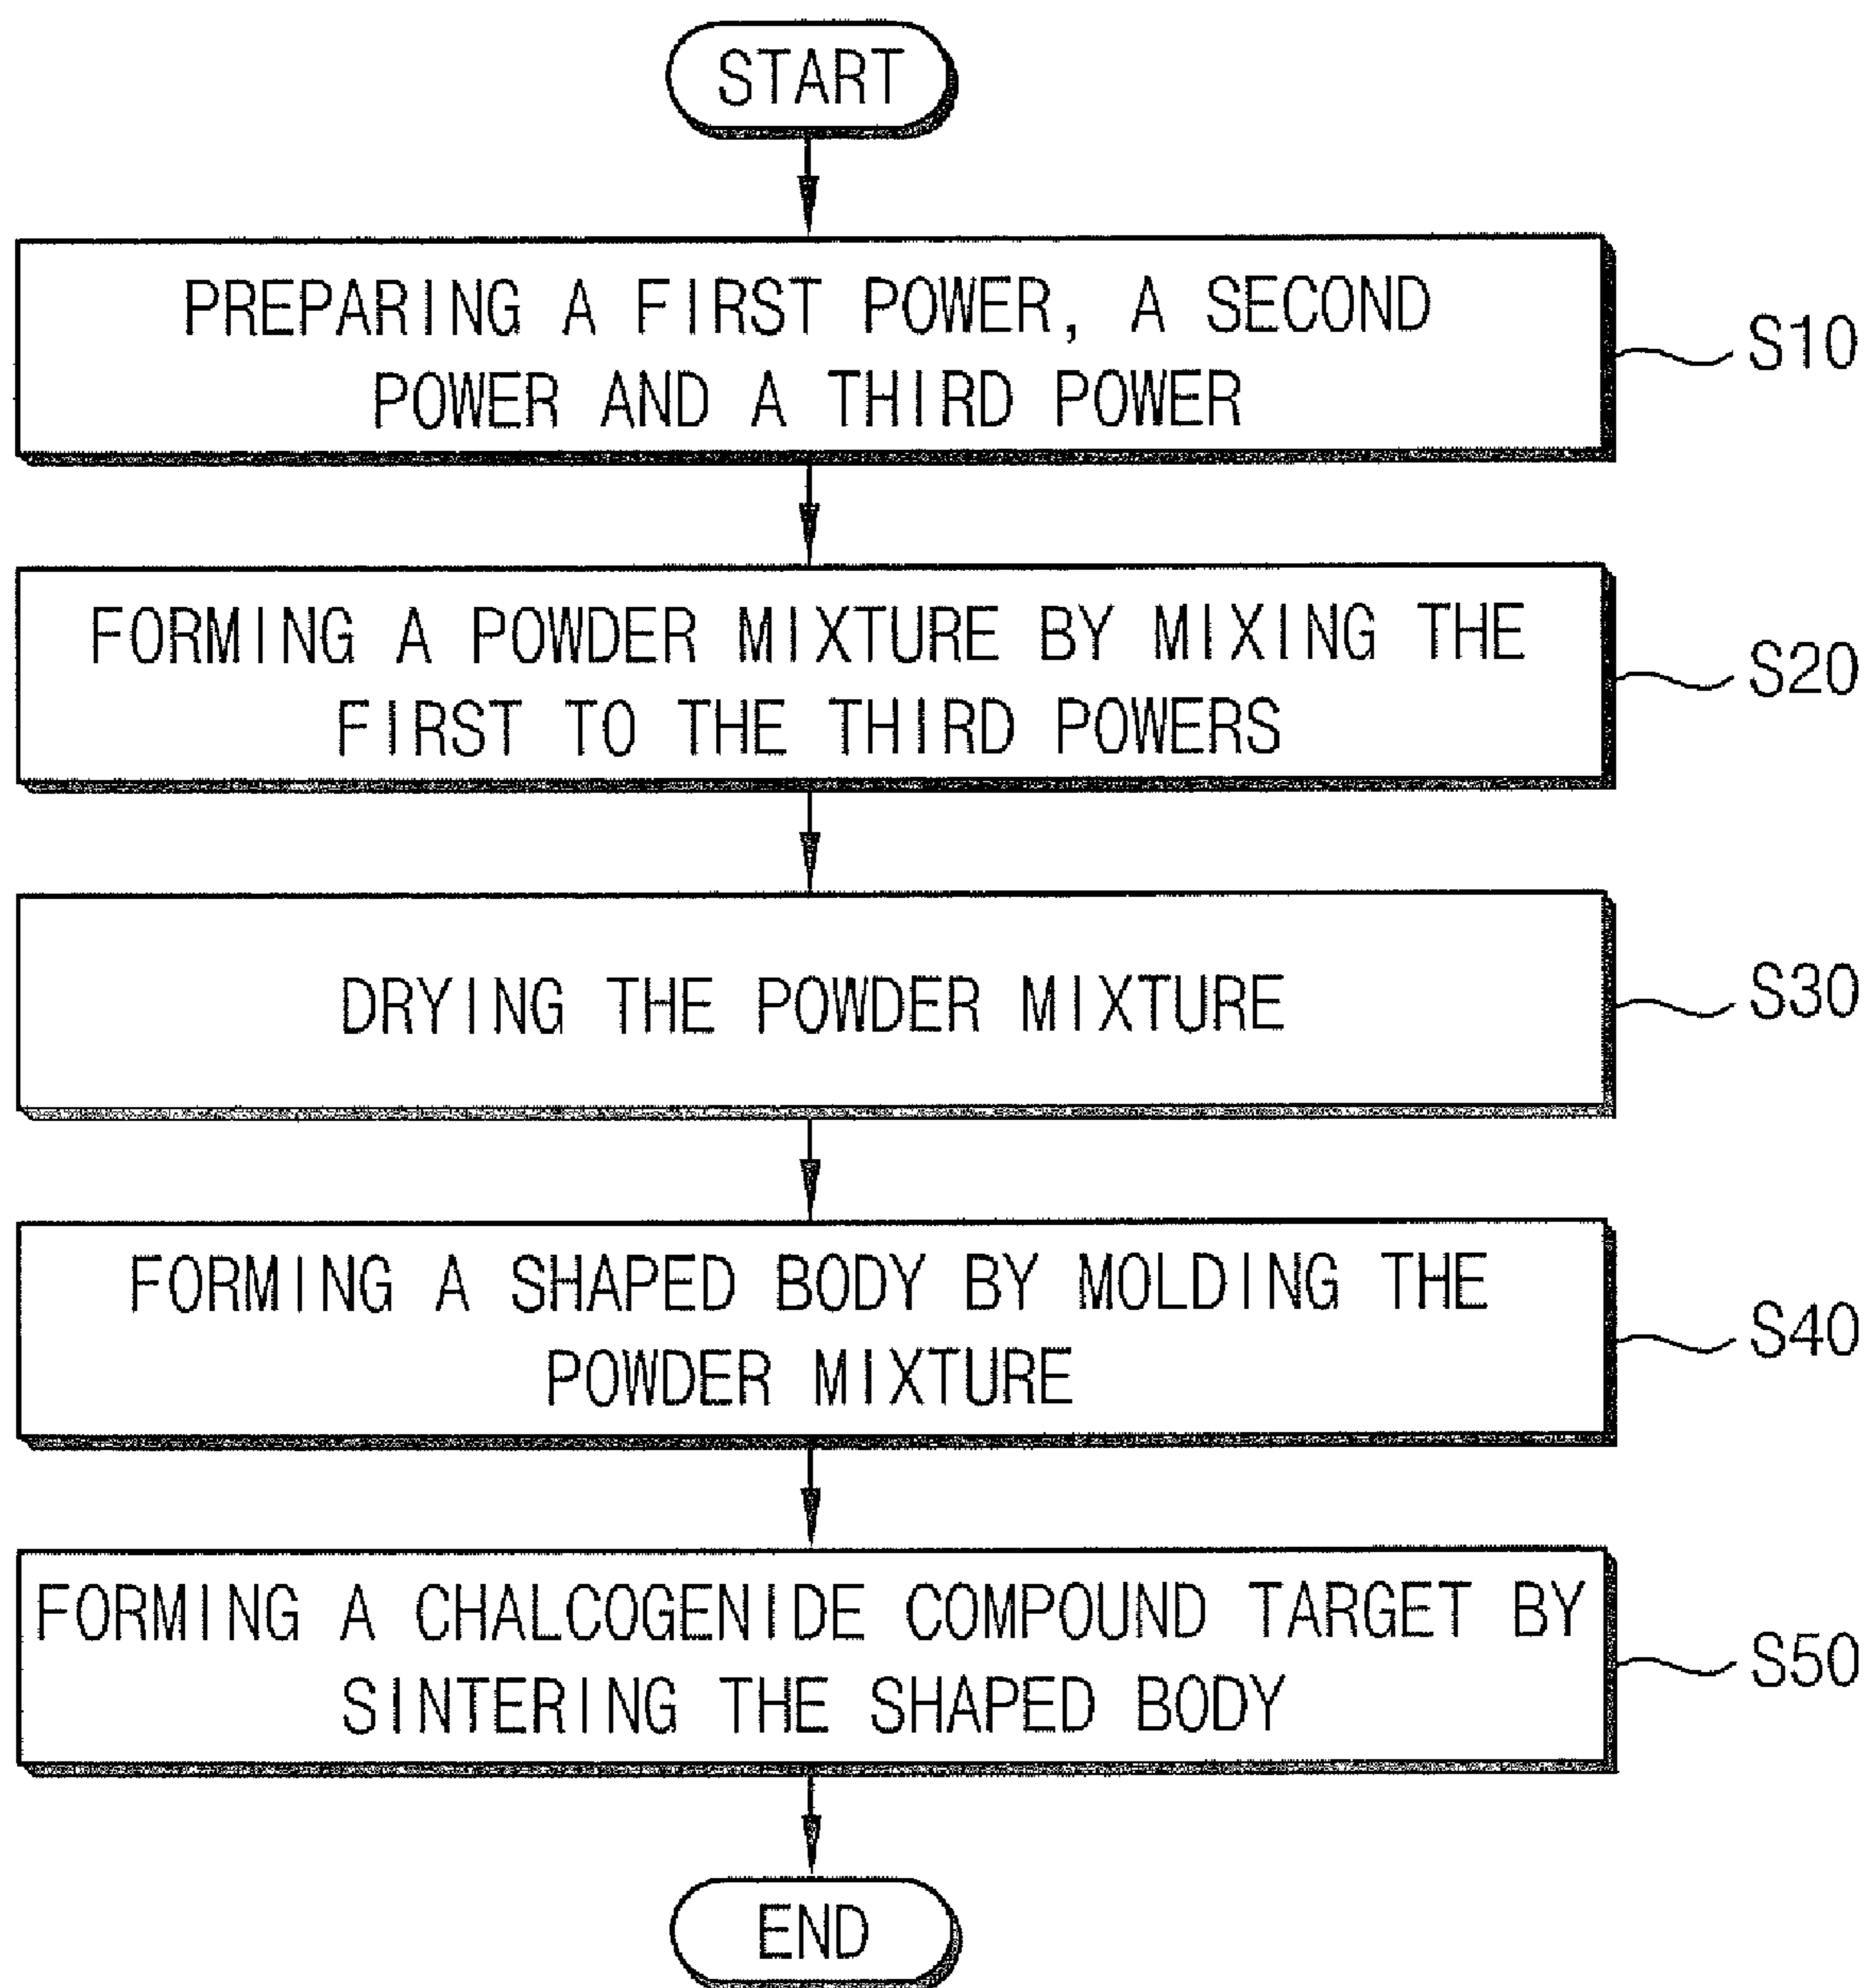 START
PREPARING A FIRST POWER, A SECOND
POWER AND A THIRD POWER
S10
FORMING A POWDER MIXTURE BY MIXING THE
FIRST TO THE THIRD POWERS
S20
DRYING THE POWDER MIXTURE
S30
FORMING A SHAPED BODY BY MOLDING THE
POWDER MIXTURE
S40
FORMING A CHALCOGENIDE COMPOUND TARGET BY
SINTERING THE SHAPED BODY
S50
END